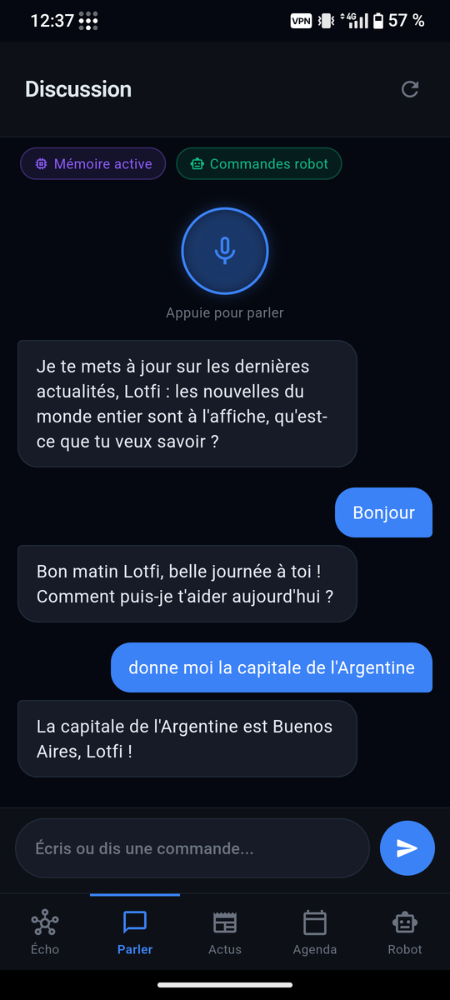 12:37
VPN 4G 57 %
Discussion
Mémoire active
Commandes robot
Appuie pour parler
Je te mets à jour sur les dernières
actualités, Lotfi : les nouvelles du
monde entier sont à l'affiche, qu'est-
ce que tu veux savoir ?
Bonjour
Bon matin Lotfi, belle journée à toi !
Comment puis-je t'aider aujourd'hui ?
donne moi la capitale de l'Argentine
La capitale de l'Argentine est Buenos
Aires, Lotfi !
Écris ou dis une commande...
Écho
Parler
Actus
Agenda
Robot